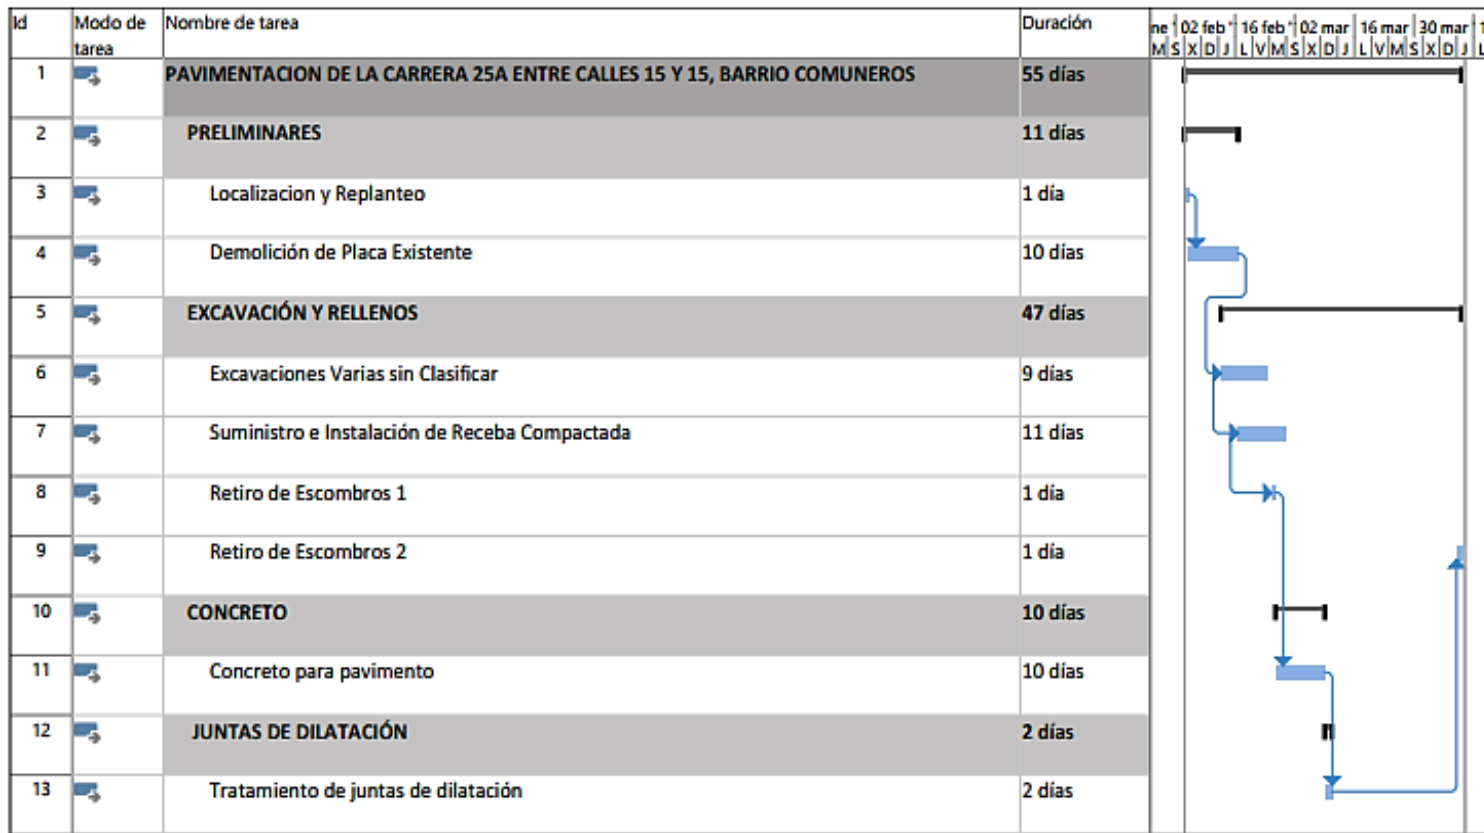 Id Modo de tarea Nombre de tarea Duración
ne 02 feb ' 16 feb ' 02 mar 16 mar 30 mar 1
M S X D J L V M S X D J L V M S X D J L
1 PAVIMENTACION DE LA CARRERA 25A ENTRE CALLES 15 Y 15, BARRIO COMUNEROS 55 días
2 PRELIMINARES 11 días
3 Localizacion y Replanteo 1 día
4 Demolición de Placa Existente 10 días
5 EXCAVACIÓN Y RELLENOS 47 días
6 Excavaciones Varias sin Clasificar 9 días
7 Suministro e Instalación de Receba Compactada 11 días
8 Retiro de Escombros 1 1 día
9 Retiro de Escombros 2 1 día
10 CONCRETO 10 días
11 Concreto para pavimento 10 días
12 JUNTAS DE DILATACIÓN 2 días
13 Tratamiento de juntas de dilatación 2 días